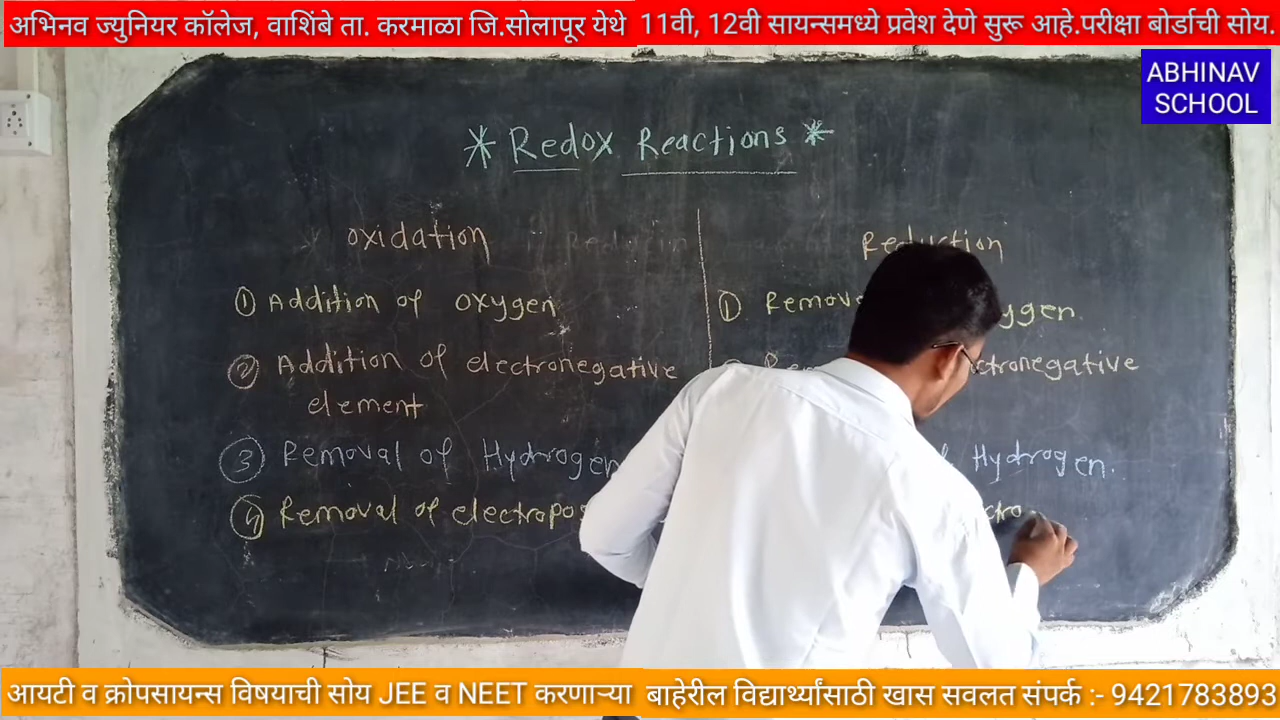 अभिनव ज्युनियर कॉलेज, वाशिंबे ता. करमाळा जि.सोलापूर येथे 11वी, 12वी सायन्समध्ये प्रवेश देणे सुरू आहे.परीक्षा बोर्डाची सोय.
ABHINAV
SCHOOL
* Redox Reactions *
oxidation
① Addition of oxygen
② Addition of electronegative
element
③ Removal of Hydrogen
④ Removal of electropos
Reduction
① Remov ygen.
ctronegative
Hydrogen.
ctro
आयटी व क्रोपसायन्स विषयाची सोय JEE व NEET करणाऱ्या बाहेरील विद्यार्थ्यांसाठी खास सवलत संपर्क :- 9421783893